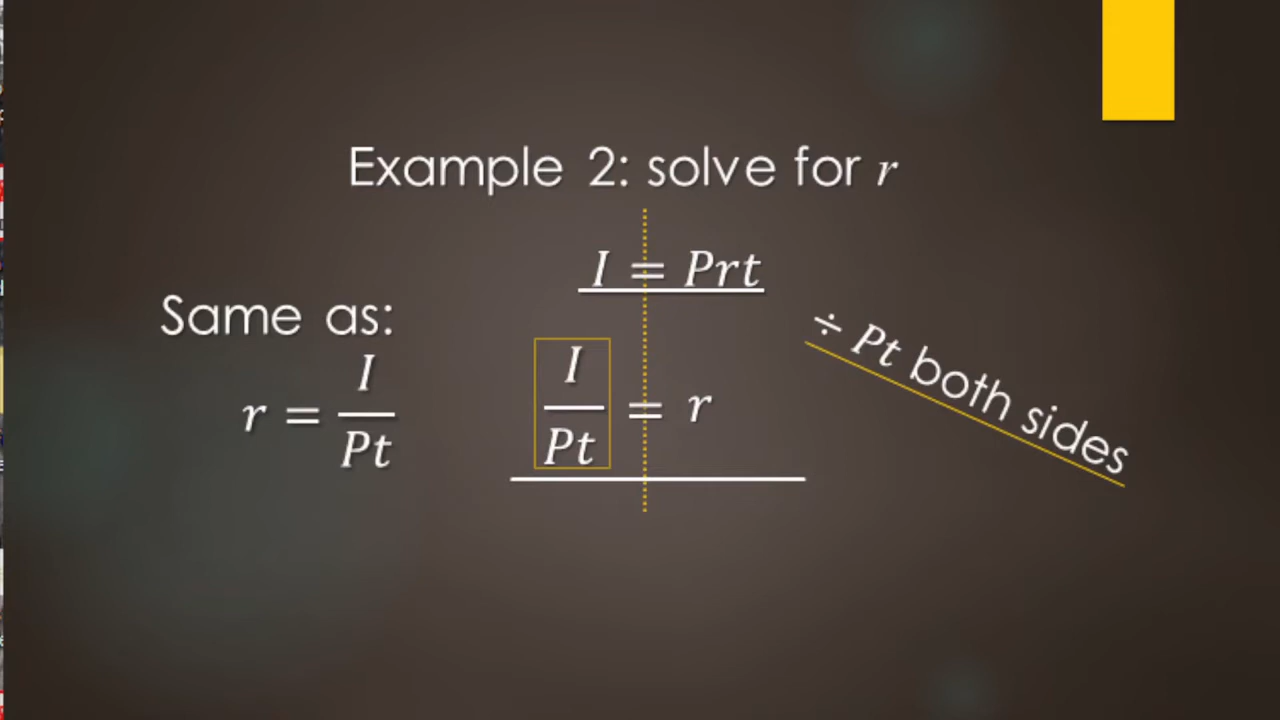 Example 2: solve for r
I = Prt
÷ Pt both sides
I/Pt = r
Same as:
r = I/Pt